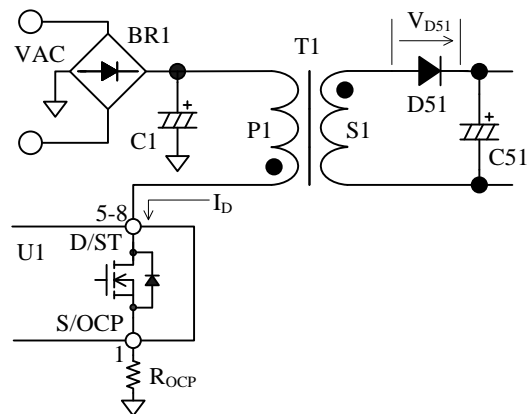 VAC
BR1
C1
P1
T1
S1
V_D51
D51
C51
I_D
5-8
D/ST
U1
S/OCP
1
R_OCP
+
+